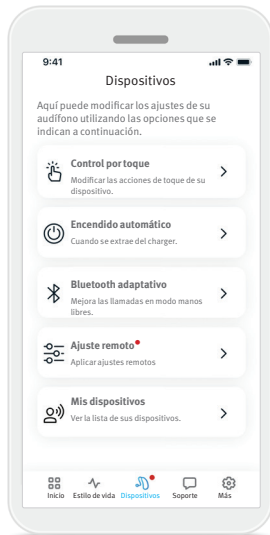 9:41
Dispositivos
Aquí puede modificar los ajustes de su
audífono utilizando las opciones que se
indican a continuación.
Control por toque
Modificar las acciones de toque de su
dispositivo.
Encendido automático
Cuando se extrae del charger.
Bluetooth adaptativo
Mejora las llamadas en modo manos
libres.
Ajuste remoto
Aplicar ajustes remotos
Mis dispositivos
Ver la lista de sus dispositivos.
Inicio Estilo de vida Dispositivos Soporte Más